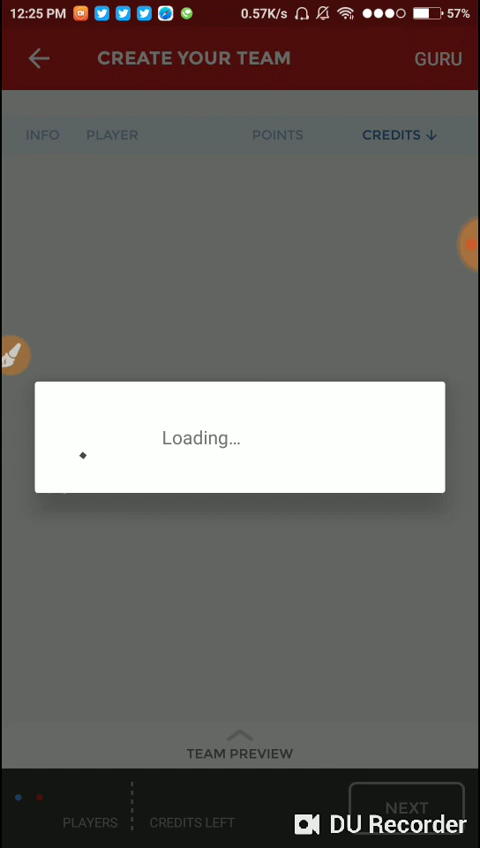 12:25 PM 0.57K/s 57%
CREATE YOUR TEAM GURU
INFO PLAYER POINTS CREDITS
Loading...
TEAM PREVIEW
PLAYERS CREDITS LEFT NEXT
DU Recorder